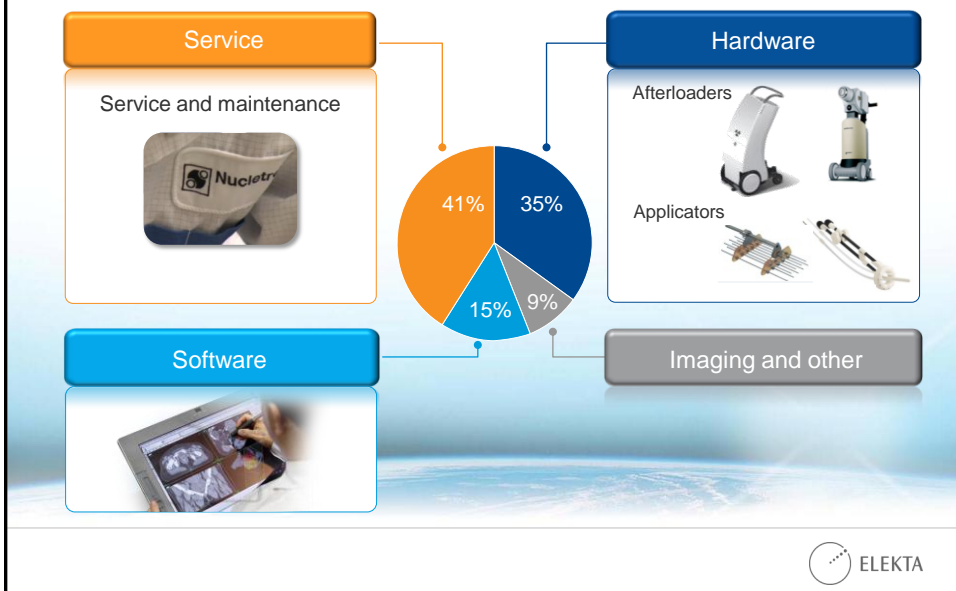 Service
Service and maintenance
Hardware
Afterloaders
Applicators
41%
35%
15%
9%
Software
Imaging and other
ELEKTA